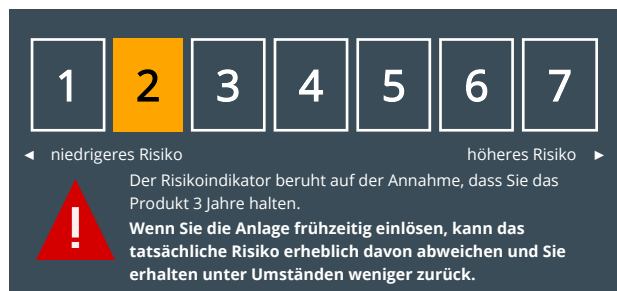 1 2 3 4 5 6 7
◄ niedrigeres Risiko höheres Risiko ►
Der Risikoindikator beruht auf der Annahme, dass Sie das
Produkt 3 Jahre halten.
Wenn Sie die Anlage frühzeitig einlösen, kann das
tatsächliche Risiko erheblich davon abweichen und Sie
erhalten unter Umständen weniger zurück.
!